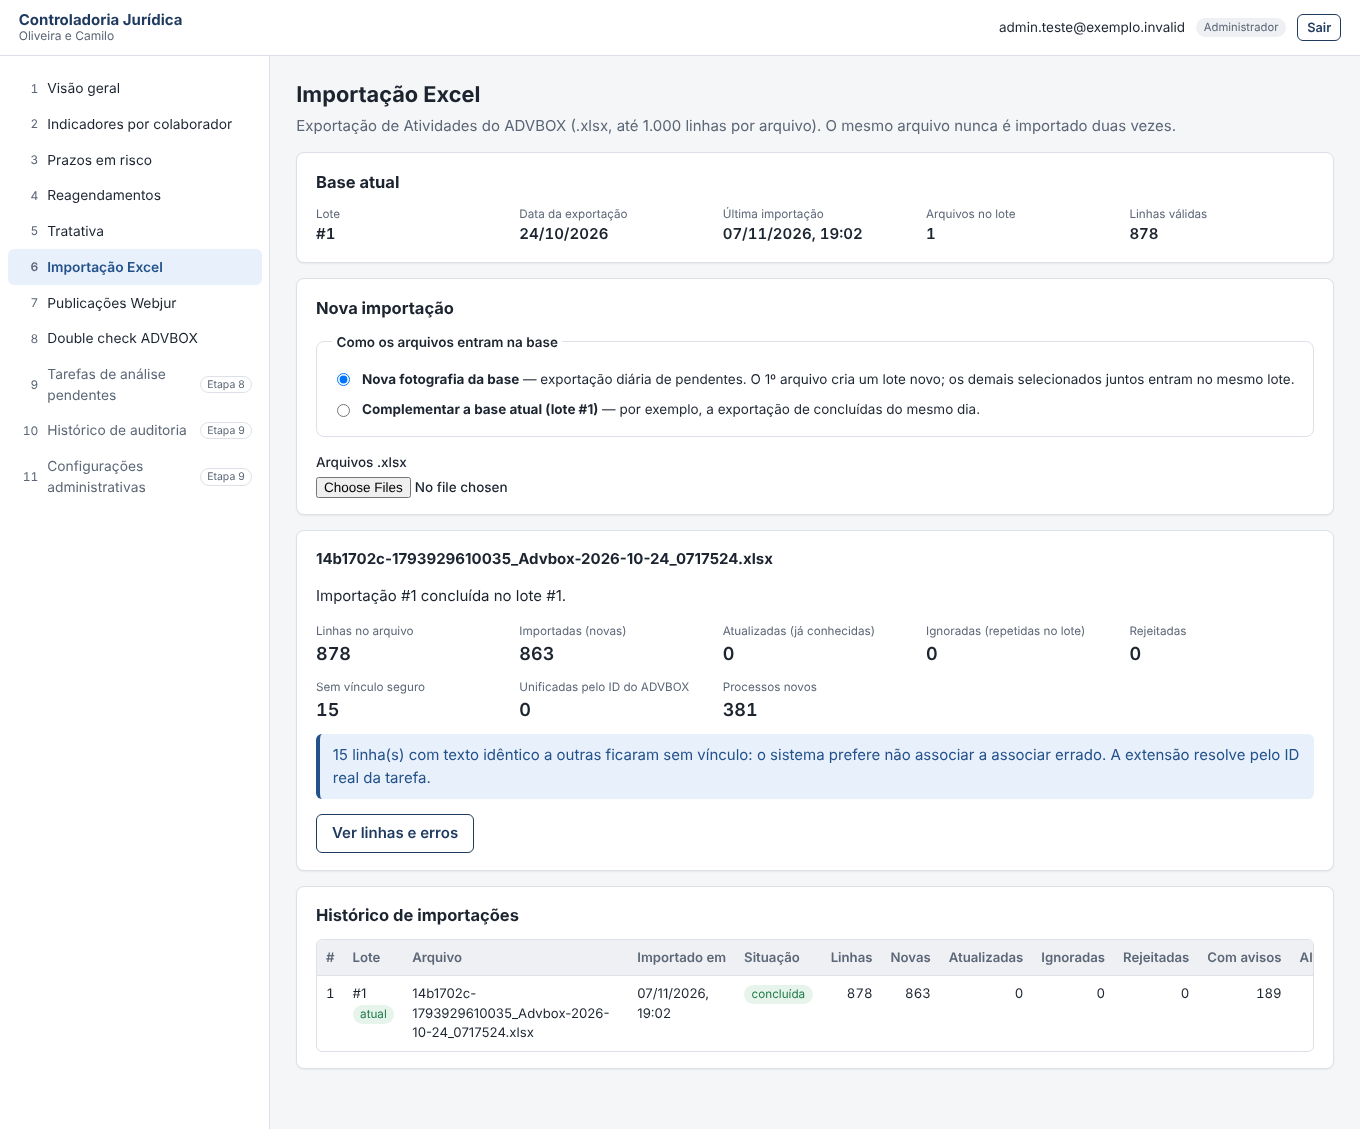 Controladoria Jurídica
Oliveira e Camilo
admin.teste@exemplo.invalid
Administrador
Sair
1 Visão geral
2 Indicadores por colaborador
3 Prazos em risco
4 Reagendamentos
5 Tratativa
6 Importação Excel
7 Publicações Webjur
8 Double check ADVBOX
9 Tarefas de análise pendentes Etapa 8
10 Histórico de auditoria Etapa 9
11 Configurações administrativas Etapa 9
Importação Excel
Exportação de Atividades do ADVBOX (.xlsx, até 1.000 linhas por arquivo). O mesmo arquivo nunca é importado duas vezes.
Base atual
Lote Data da exportação Última importação Arquivos no lote Linhas válidas
#1 24/10/2026 07/11/2026, 19:02 1 878
Nova importação
Como os arquivos entram na base
Nova fotografia da base — exportação diária de pendentes. O 1º arquivo cria um lote novo; os demais selecionados juntos entram no mesmo lote.
Complementar a base atual (lote #1) — por exemplo, a exportação de concluídas do mesmo dia.
Arquivos .xlsx
Choose Files No file chosen
14b1702c-1793929610035_Advbox-2026-10-24_0717524.xlsx
Importação #1 concluída no lote #1.
Linhas no arquivo Importadas (novas) Atualizadas (já conhecidas) Ignoradas (repetidas no lote) Rejeitadas
878 863 0 0 0
Sem vínculo seguro Unificadas pelo ID do ADVBOX Processos novos
15 0 381
15 linha(s) com texto idêntico a outras ficaram sem vínculo: o sistema prefere não associar a associar errado. A extensão resolve pelo ID
real da tarefa.
Ver linhas e erros
Histórico de importações
# Lote Arquivo Importado em Situação Linhas Novas Atualizadas Ignoradas Rejeitadas Com avisos Al
1 #1 14b1702c- 07/11/2026, concluída 878 863 0 0 0 189
atual 1793929610035_Advbox-2026- 19:02
10-24_0717524.xlsx